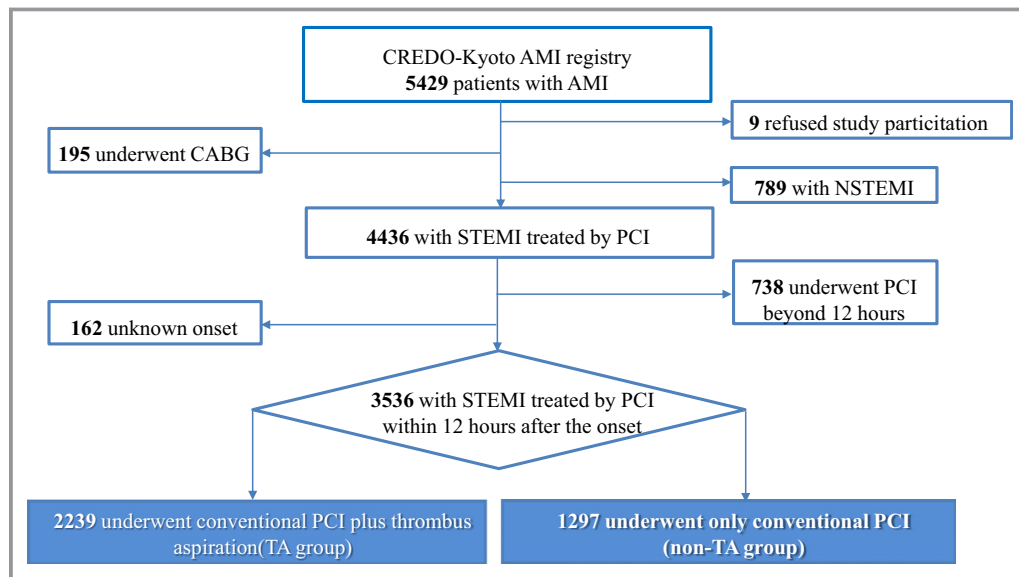 CREDO-Kyoto AMI registry
5429 patients with AMI
9 refused study particitation
195 underwent CABG
789 with NSTEMI
4436 with STEMI treated by PCI
738 underwent PCI
beyond 12 hours
162 unknown onset
3536 with STEMI treated by PCI
within 12 hours after the onset
2239 underwent conventional PCI plus thrombus
aspiration(TA group)
1297 underwent only conventional PCI
(non-TA group)